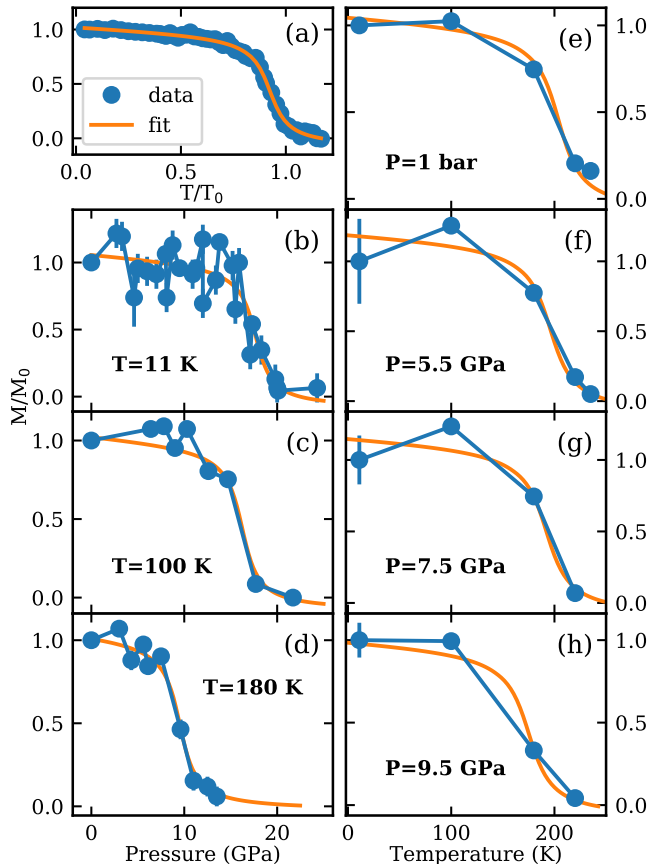 1.0
0.5
0.0
(a)
data
fit
0.0
0.5
1.0
T/T0
(b)
1.0
0.5
0.0
T=11 K
M/M0
(c)
1.0
0.5
0.0
T=100 K
(d)
1.0
0.5
0.0
T=180 K
0
10
20
Pressure (GPa)
(e)
1.0
0.5
0.0
P=1 bar
(f)
1.0
0.5
0.0
P=5.5 GPa
(g)
1.0
0.5
0.0
P=7.5 GPa
(h)
1.0
0.5
0.0
P=9.5 GPa
0
100
200
Temperature (K)